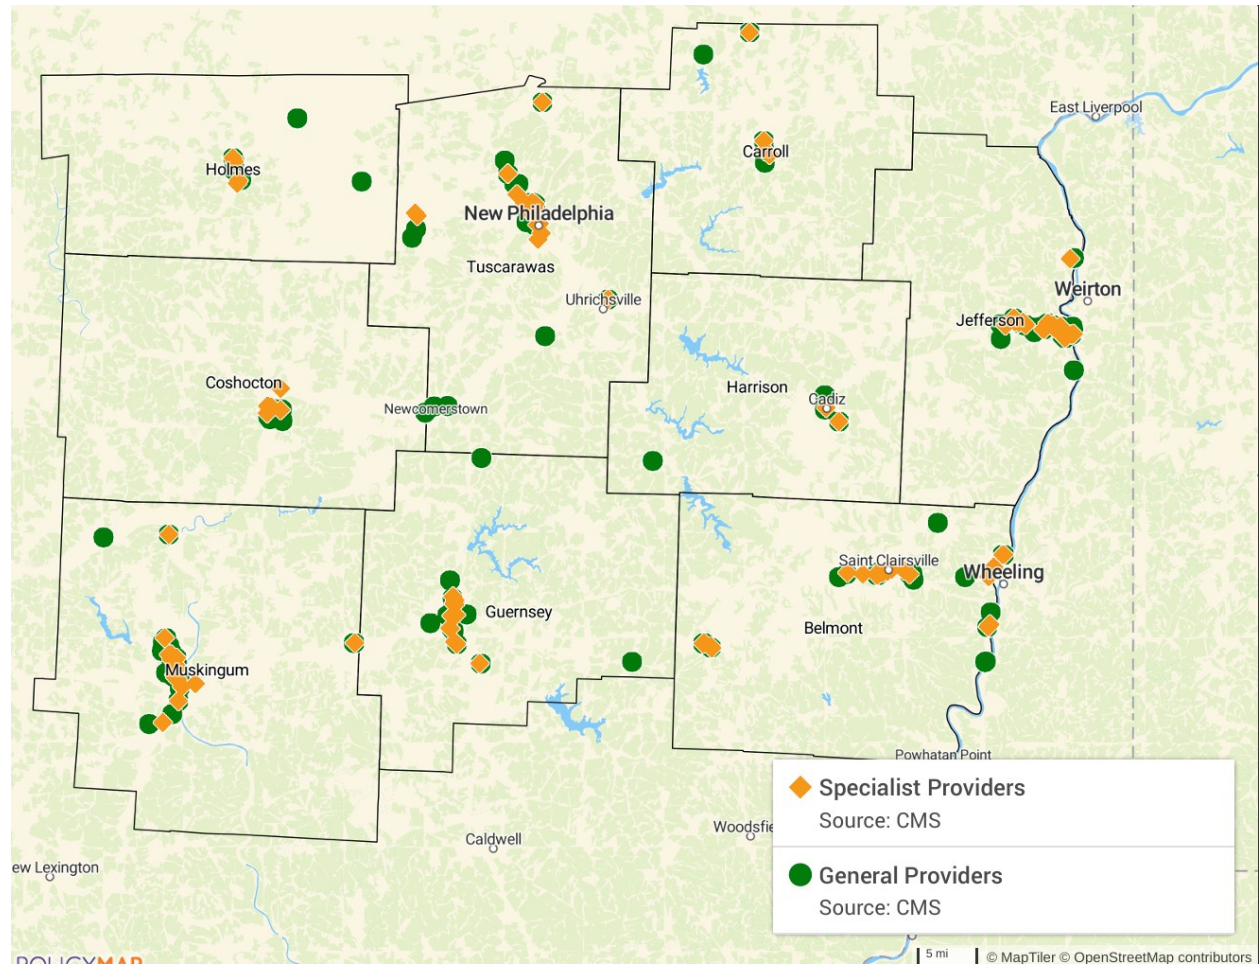 East Liverpool
Carroll
Holmes
New Philadelphia
Tuscarawas
Uhrichsville
Weirton
Jefferson
Coshocton
Harrison
Cadiz
Newcomerstown
Saint Clairsville
Wheeling
Guernsey
Belmont
Muskingum
Powhatan Point
Specialist Providers
Source: CMS
General Providers
Source: CMS
Woodsfie
Caldwell
ew Lexington
POLICYMAP
5 mi
© MapTiler © OpenStreetMap contributors